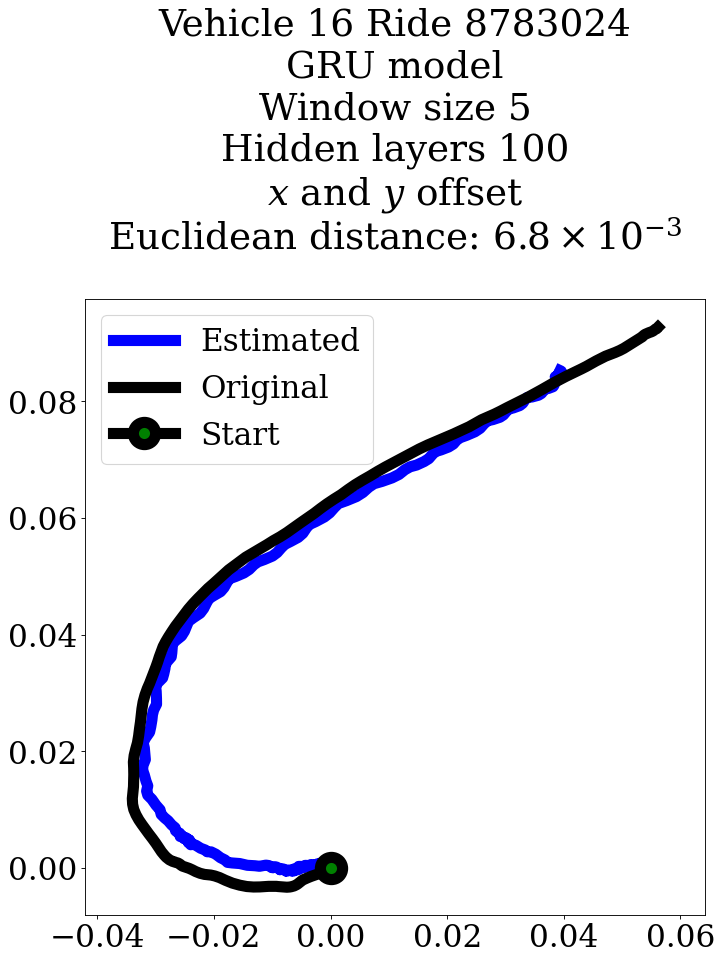 Vehicle 16 Ride 8783024
GRU model
Window size 5
Hidden layers 100
x and y offset
Euclidean distance: 6.8 × 10⁻³
Estimated
Original
Start
0.08
0.06
0.04
0.02
0.00
−0.04 −0.02 0.00 0.02 0.04 0.06